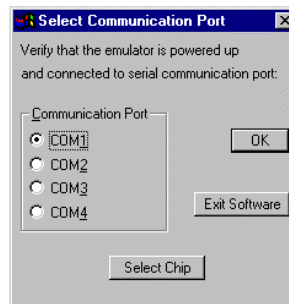 Select Communication Port
Verify that the emulator is powered up
and connected to serial communication port:
Communication Port
COM1
COM2
COM3
COM4
OK
Exit Software
Select Chip